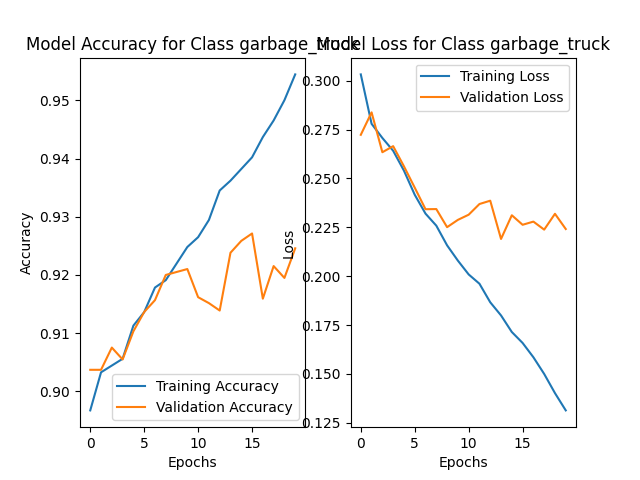 Model Accuracy for Class garbage_truck
0.95
0.94
0.93
0.92
0.91
0.90
Accuracy
Training Accuracy
Validation Accuracy
0 5 10 15
Epochs
Model Loss for Class garbage_truck
0.300
0.275
0.250
0.225
0.200
0.175
0.150
0.125
Loss
Training Loss
Validation Loss
0 5 10 15
Epochs